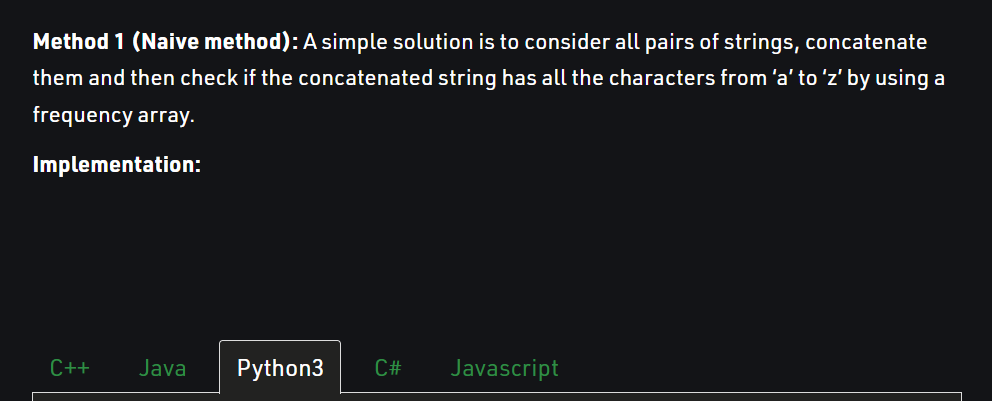 Method 1 (Naive method): A simple solution is to consider all pairs of strings, concatenate
them and then check if the concatenated string has all the characters from ‘a’ to ‘z’ by using a
frequency array.
Implementation:
C++ Java Python3 C# Javascript